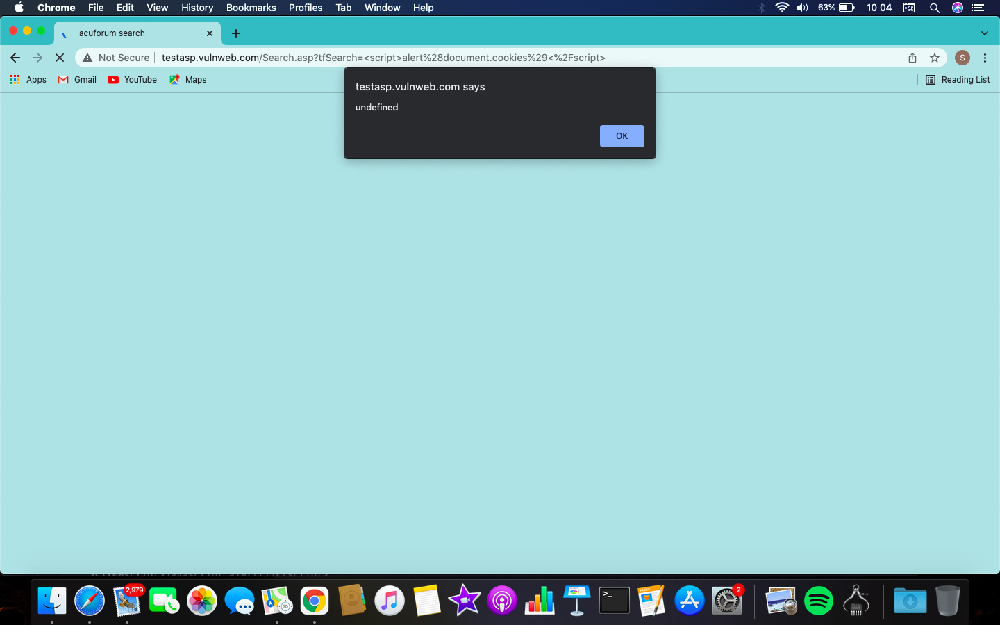 Chrome File Edit View History Bookmarks Profiles Tab Window Help 63% 10 04
acuforum search
Not Secure testasp.vulnweb.com/Search.asp?tfSearch=<script>alert%28document.cookies%29<%2Fscript> S
Apps Gmail YouTube Maps Reading List
testasp.vulnweb.com says
undefined
OK
2,979
3D
>_
PAGES
2